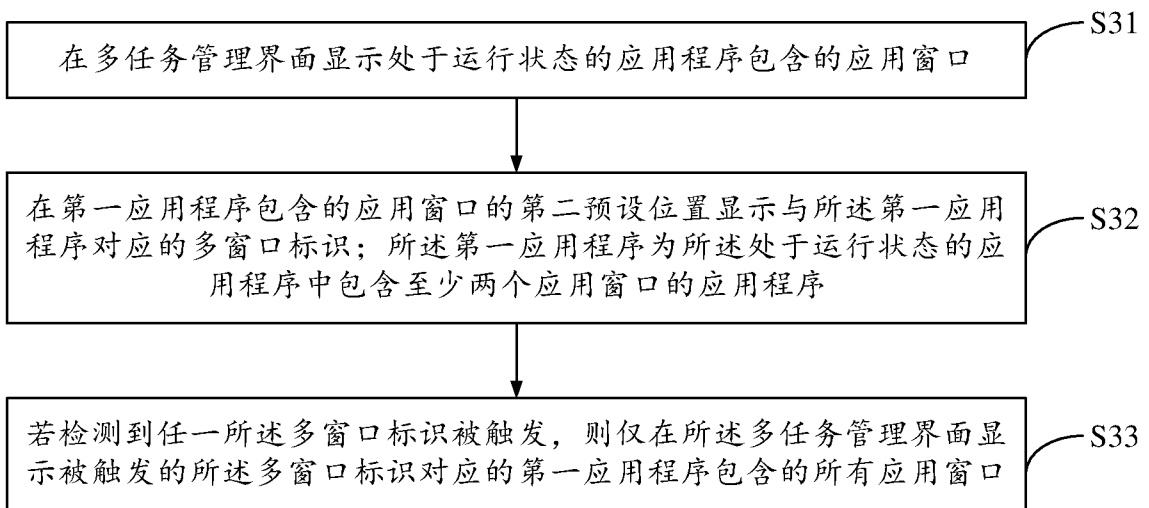 在多任务管理界面显示处于运行状态的应用程序包含的应用窗口
S31
在第一应用程序包含的应用窗口的第二预设位置显示与所述第一应用
程序对应的多窗口标识；所述第一应用程序为所述处于运行状态的应
用程序中包含至少两个应用窗口的应用程序
S32
若检测到任一所述多窗口标识被触发，则仅在所述多任务管理界面显
示被触发的所述多窗口标识对应的第一应用程序包含的所有应用窗口
S33